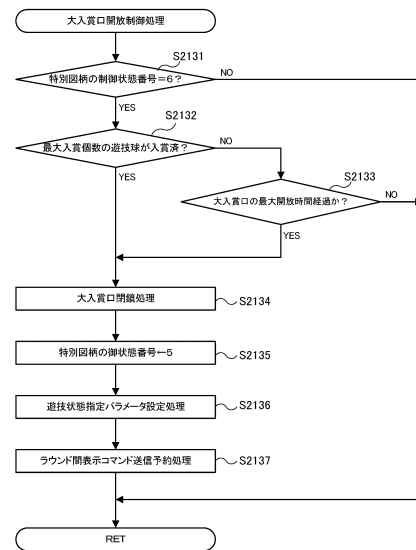 大入賞口開放制御処理
S2131
特別図柄の制御状態番号=6?
NO
YES
S2132
最大入賞個数の遊技球が入賞済?
NO
YES
S2133
大入賞口の最大開放時間経過か?
NO
YES
大入賞口閉鎖処理
S2134
特別図柄の御状態番号←5
S2135
遊技状態指定パラメータ設定処理
S2136
ラウンド間表示コマンド送信予約処理
S2137
RET